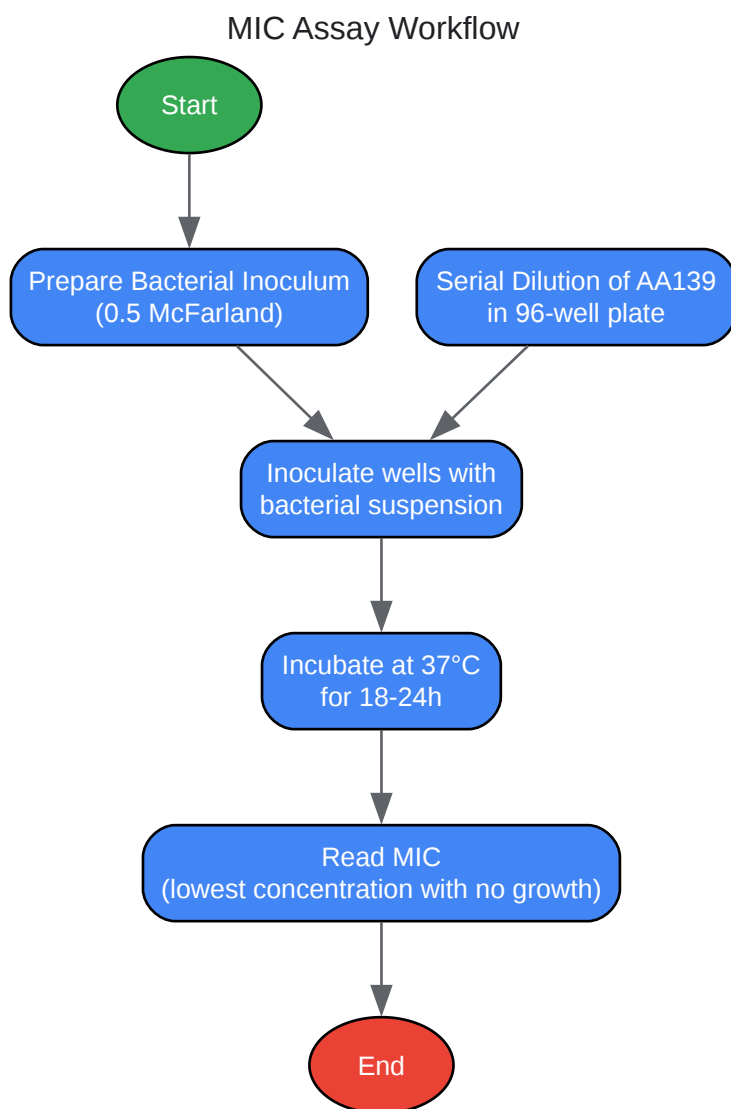 MIC Assay Workflow
Start
Prepare Bacterial Inoculum
(0.5 McFarland)
Serial Dilution of AA139
in 96-well plate
Inoculate wells with
bacterial suspension
Incubate at 37°C
for 18-24h
Read MIC
(lowest concentration with no growth)
End